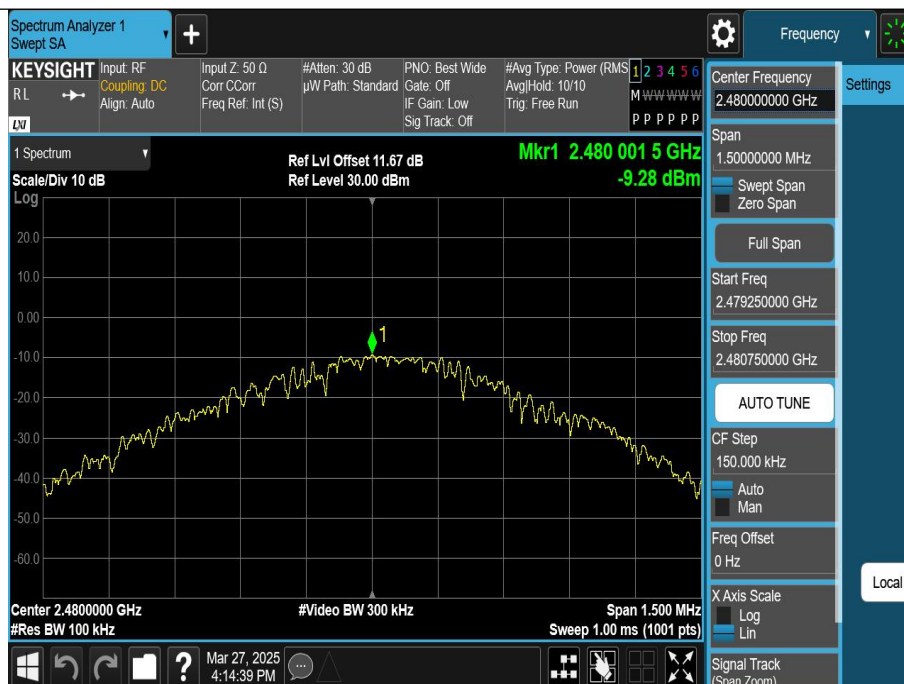 Spectrum Analyzer 1
Swept SA
+
Frequency
KEYSIGHT
R L
LXI
Input: RF
Coupling: DC
Align: Auto
Input Z: 50 Ω
Corr CCorr
Freq Ref: Int (S)
#Atten: 30 dB
µW Path: Standard
PNO: Best Wide
Gate: Off
IF Gain: Low
Sig Track: Off
#Avg Type: Power (RMS
Avg|Hold: 10/10
Trig: Free Run
1 2 3 4 5 6
M W W W W W
P P P P P P
1 Spectrum
Scale/Div 10 dB
Log
Ref Lvl Offset 11.67 dB
Ref Level 30.00 dBm
Mkr1 2.480 001 5 GHz
-9.28 dBm
20.0
10.0
0.00
-10.0
-20.0
-30.0
-40.0
-50.0
-60.0
1
Center 2.4800000 GHz
#Res BW 100 kHz
#Video BW 300 kHz
Span 1.500 MHz
Sweep 1.00 ms (1001 pts)
?
Mar 27, 2025
4:14:39 PM
Center Frequency
2.480000000 GHz
Span
1.50000000 MHz
Swept Span
Zero Span
Full Span
Start Freq
2.479250000 GHz
Stop Freq
2.480750000 GHz
AUTO TUNE
CF Step
150.000 kHz
Auto
Man
Freq Offset
0 Hz
X Axis Scale
Log
Lin
Signal Track
(Span Zoom)
Settings
Local